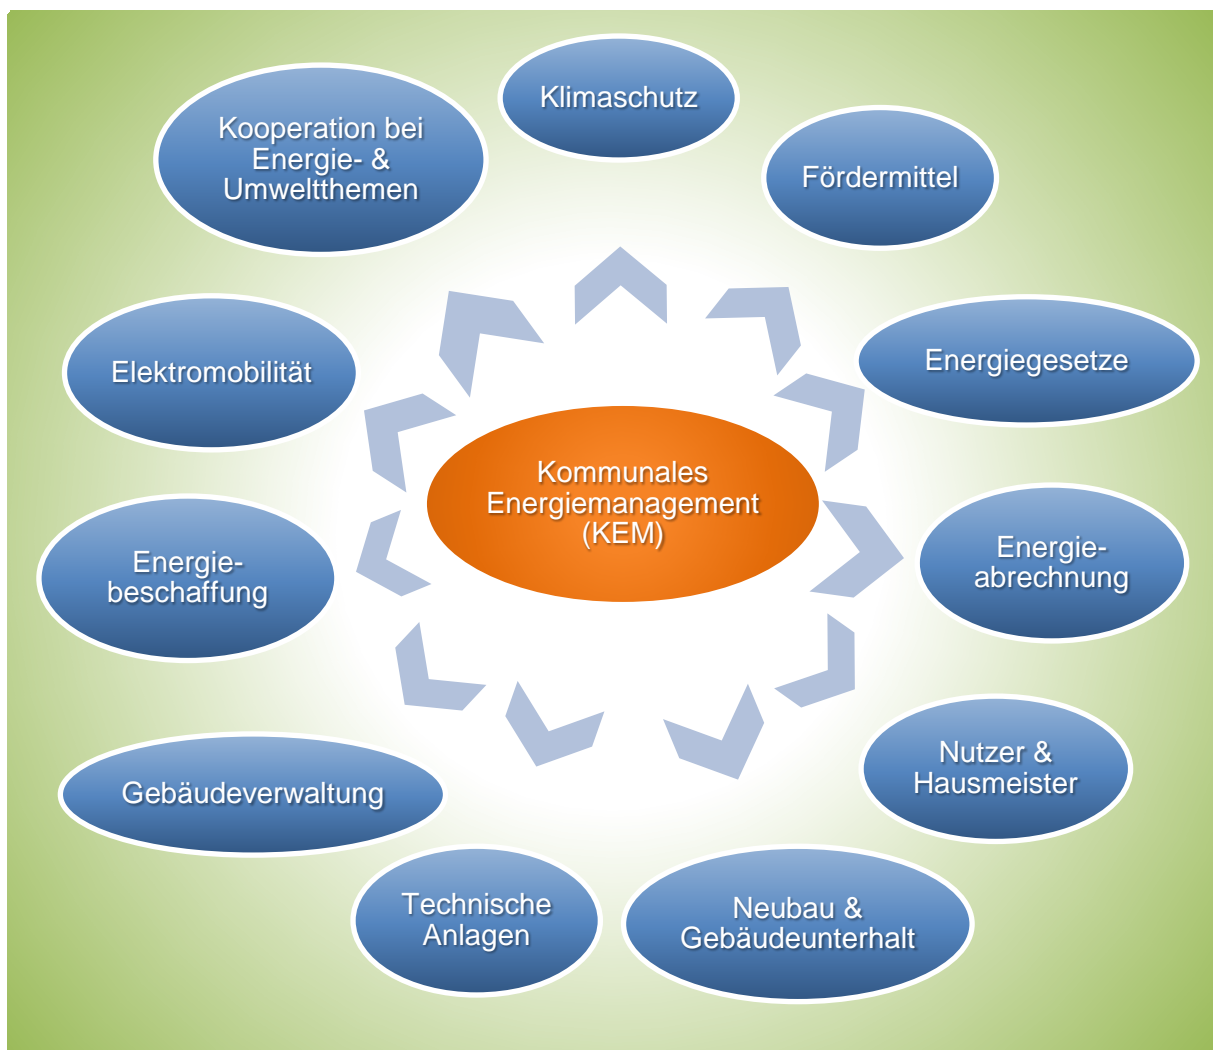 Klimaschutz
Kooperation bei
Energie- &
Umweltthemen
Fördermittel
Elektromobilität
Energiegesetze
Kommunales
Energiemanagement
(KEM)
Energie-
beschaffung
Energie-
abrechnung
Gebäudeverwaltung
Nutzer &
Hausmeister
Technische
Anlagen
Neubau &
Gebäudeunterhalt